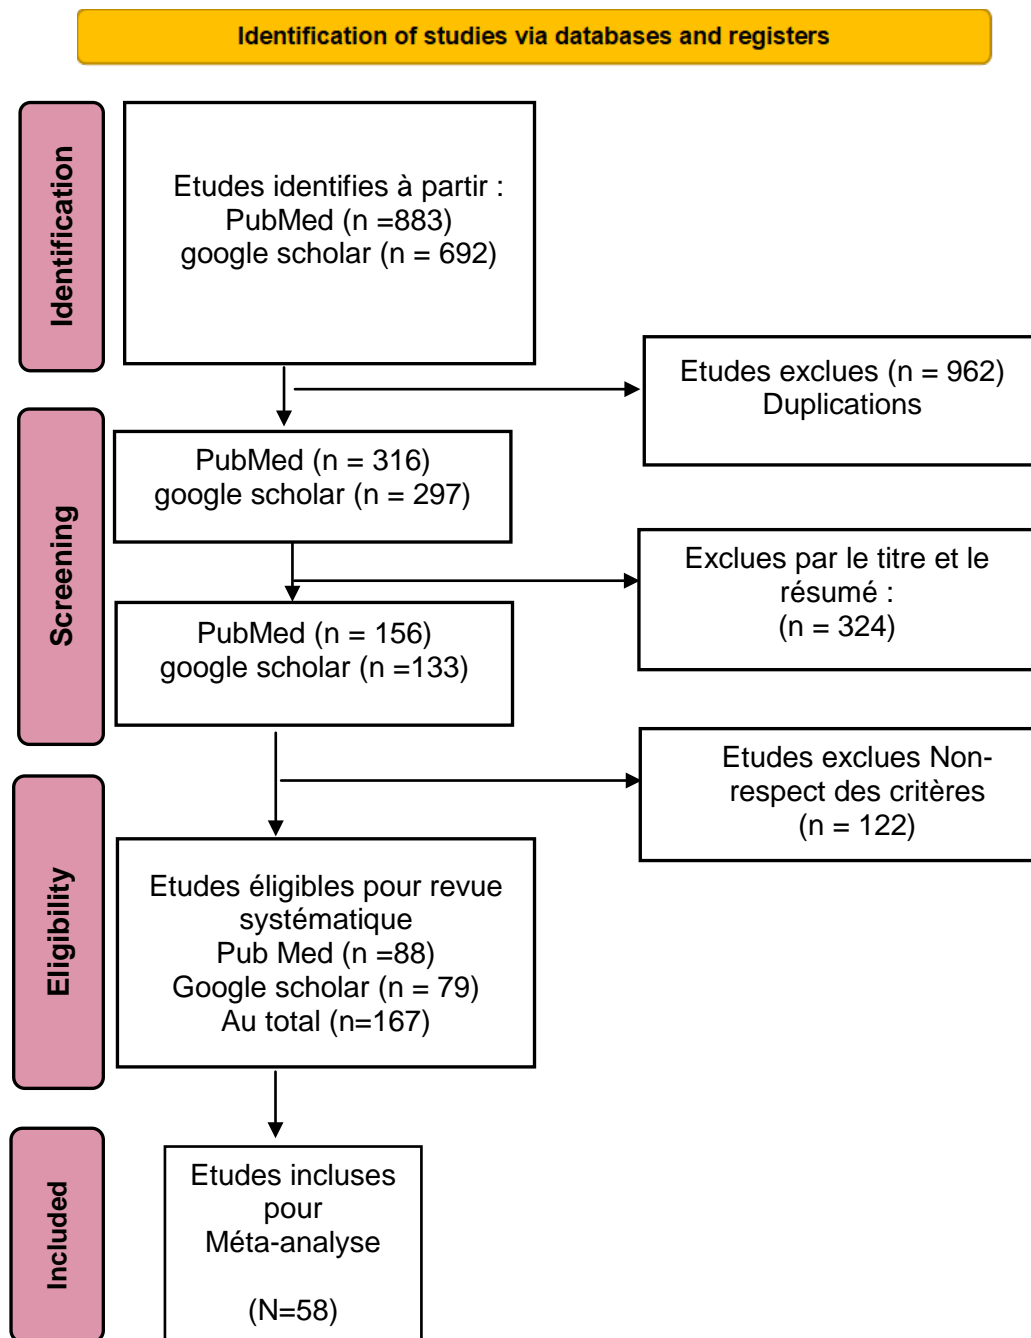 Identification of studies via databases and registers
Identification
Etudes identifies à partir :
PubMed (n =883)
google scholar (n = 692)
Etudes exclues (n = 962)
Duplications
Screening
PubMed (n = 316)
google scholar (n = 297)
Exclues par le titre et le
résumé :
(n = 324)
PubMed (n = 156)
google scholar (n =133)
Etudes exclues Non-
respect des critères
(n = 122)
Eligibility
Etudes éligibles pour revue
systématique
Pub Med (n =88)
Google scholar (n = 79)
Au total (n=167)
Included
Etudes incluses
pour
Méta-analyse
(N=58)